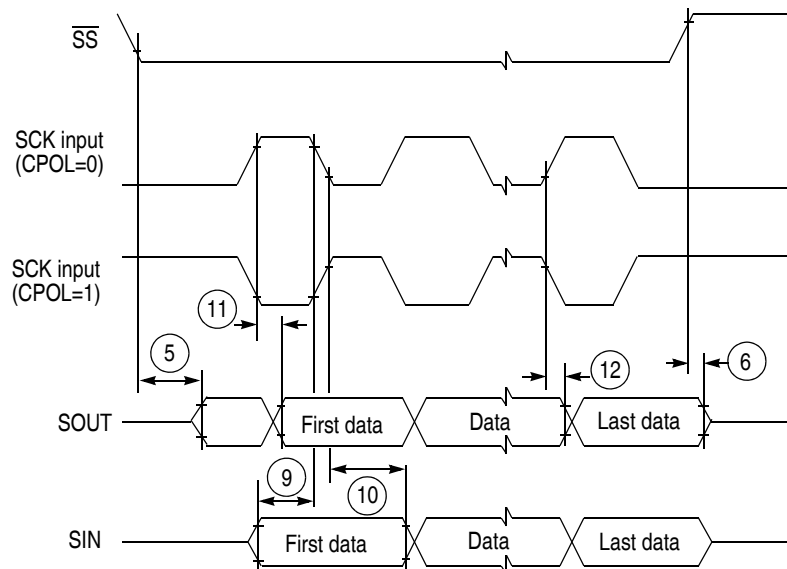 SS
SCK input
(CPOL=0)
SCK input
(CPOL=1)
11
5
12
6
SOUT
First data
Data
Last data
9
10
SIN
First data
Data
Last data